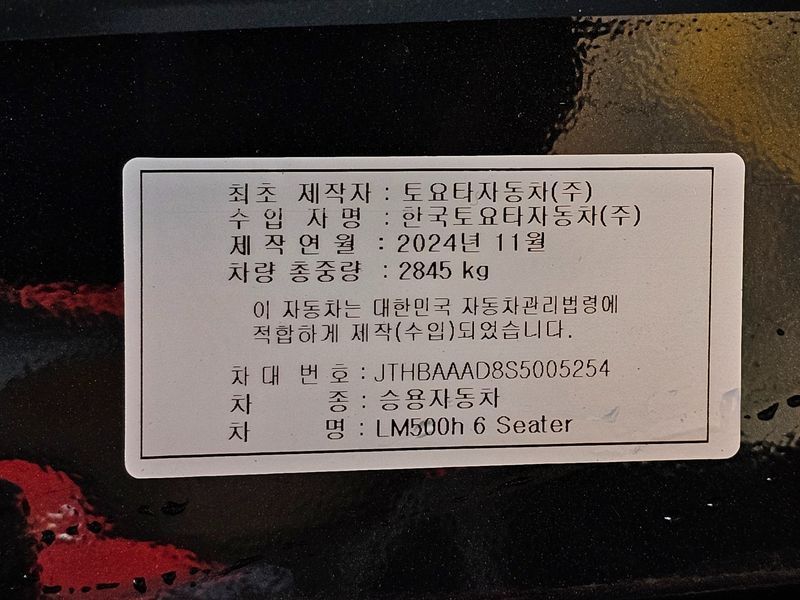 최초 제작자 : 토요타자동차(주)
수 입 자 명 : 한국토요타자동차(주)
제 작 연 월 : 2024년 11월
차량 총중량 : 2845 kg
이 자동차는 대한민국 자동차관리법령에
적합하게 제작(수입)되었습니다.
차 대 번 호 : JTHBAAAD8S5005254
차 종 : 승용자동차
차 명 : LM500h 6 Seater